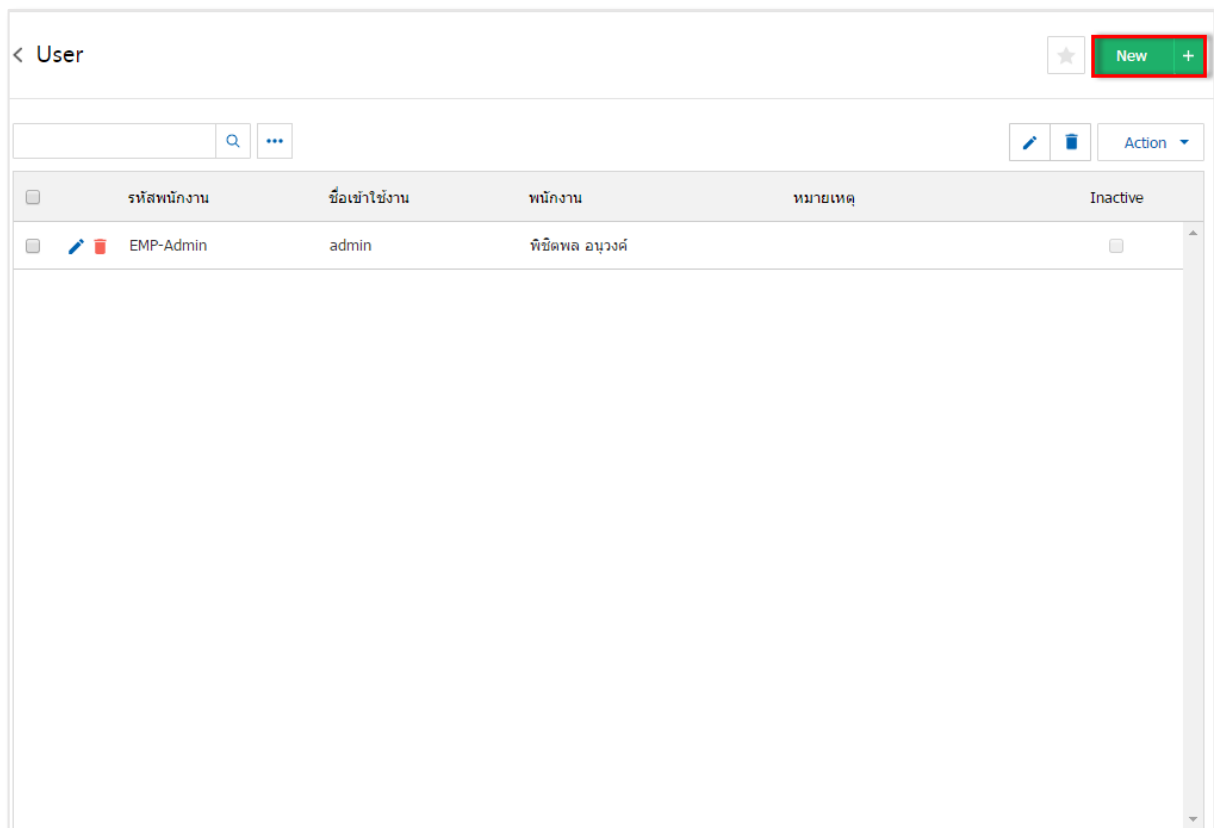 User
New +
Action
รหัสพนักงาน ชื่อเข้าใช้งาน พนักงาน หมายเหตุ Inactive
EMP-Admin admin พิชิตพล อนุวงค์